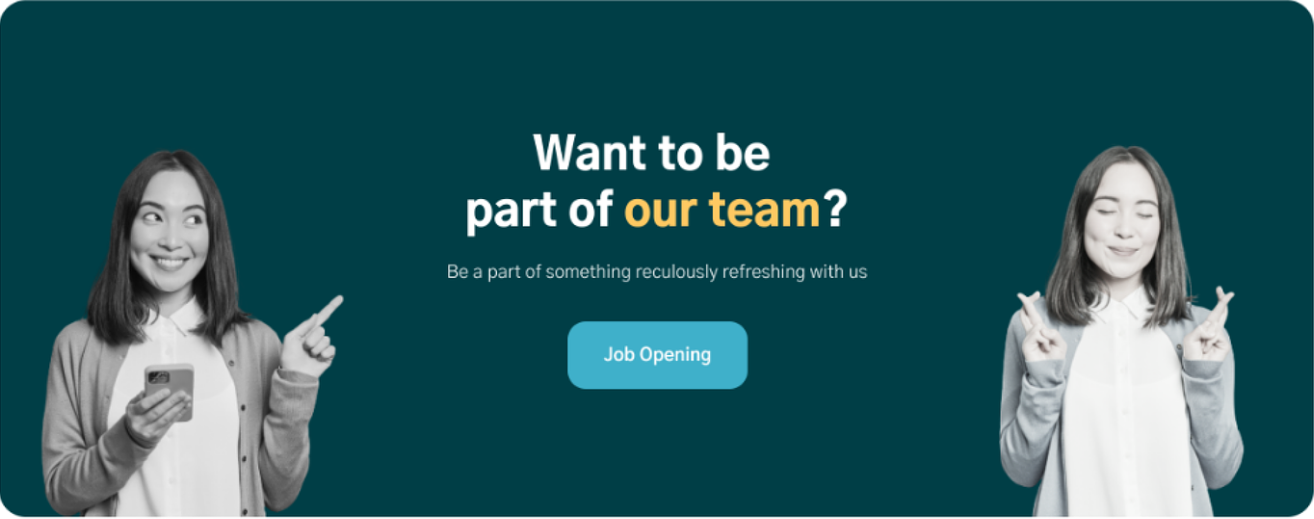 Want to be
part of our team?
Be a part of something reculously refreshing with us
Job Opening